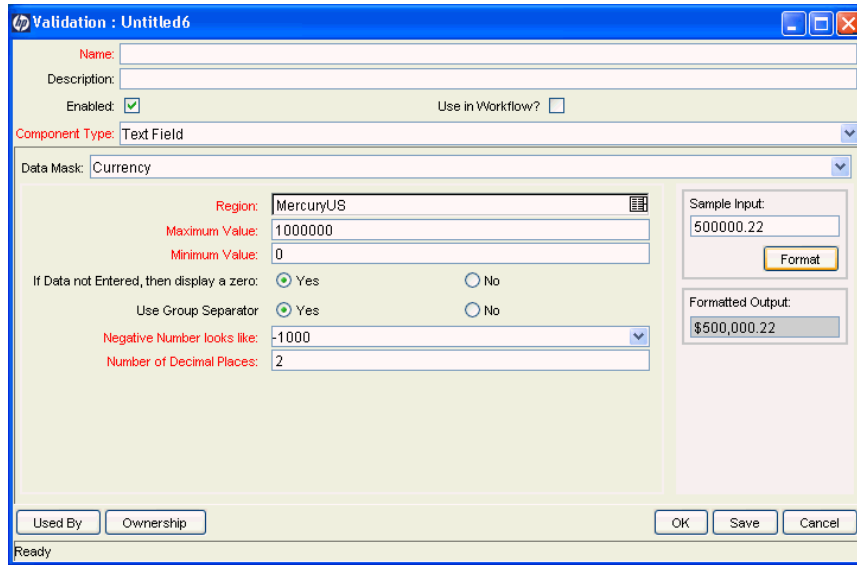 hp Validation : Untitled6
Name:
Description:
Enabled: Use in Workflow?
Component Type: Text Field
Data Mask: Currency
Region: MercuryUS
Maximum Value: 1000000
Minimum Value: 0
If Data not Entered, then display a zero: Yes No
Use Group Separator Yes No
Negative Number looks like: -1000
Number of Decimal Places: 2
Sample Input:
500000.22
Format
Formatted Output:
$500,000.22
Used By Ownership OK Save Cancel
Ready